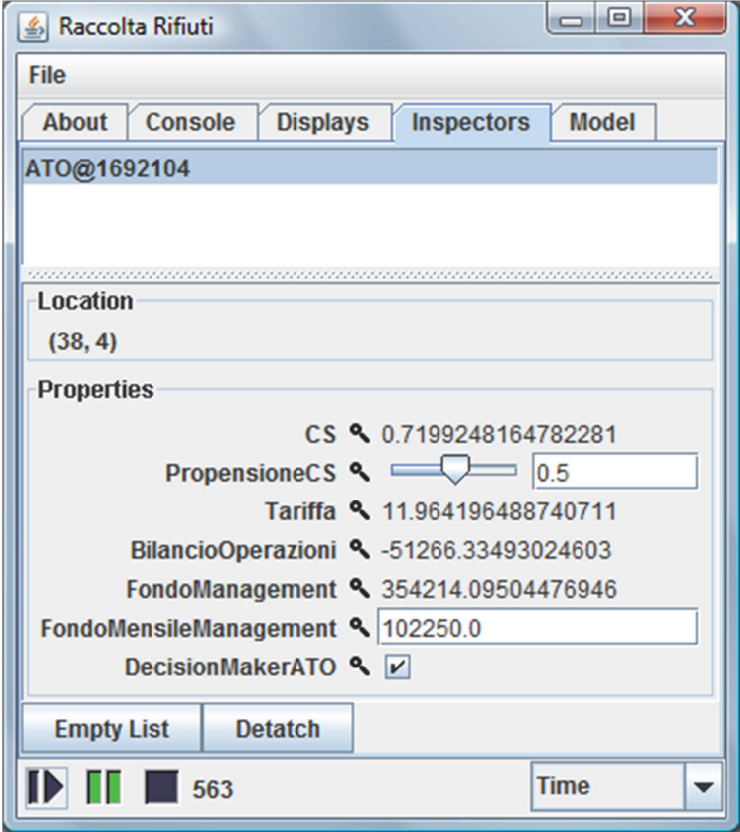 Raccolta Rifiuti
File
About Console Displays Inspectors Model
ATO@1692104
Location
(38, 4)
Properties
CS 0.7199248164782281
PropensioneCS 0.5
Tariffa 11.964196488740711
BilancioOperazioni -51266.33493024603
FondoManagement 354214.09504476946
FondoMensileManagement 102250.0
DecisionMakerATO
Empty List Detatch
563 Time